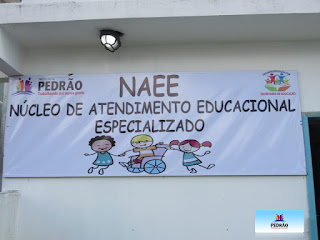 PEDRÃO
NAEE
NÚCLEO DE ATENDIMENTO EDUCACIONAL
ESPECIALIZADO
PEDRÃO